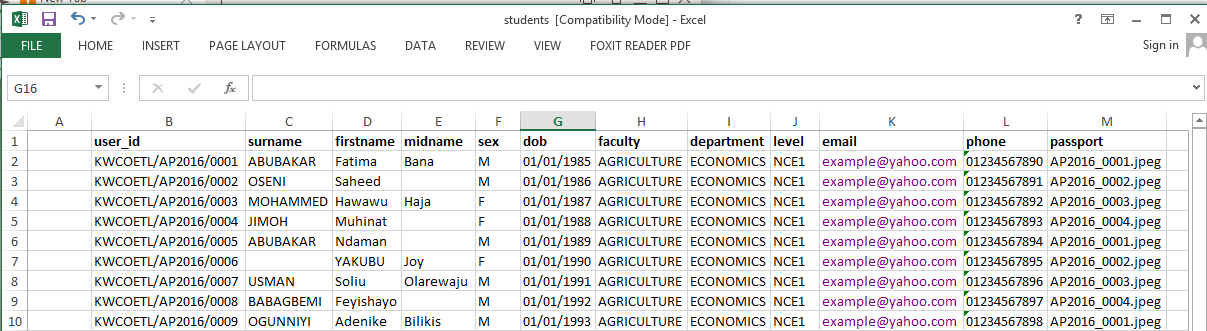 New Tab
students [Compatibility Mode] - Excel
FILE HOME INSERT PAGE LAYOUT FORMULAS DATA REVIEW VIEW FOXIT READER PDF Sign in
G16 fx
A B C D E F G H I J K L M
1 user_id surname firstname midname sex dob faculty department level email phone passport
2 KWCOETL/AP2016/0001 ABUBAKAR Fatima Bana M 01/01/1985 AGRICULTURE ECONOMICS NCE1 example@yahoo.com 01234567890 AP2016_0001.jpeg
3 KWCOETL/AP2016/0002 OSENI Saheed M 01/01/1986 AGRICULTURE ECONOMICS NCE1 example@yahoo.com 01234567891 AP2016_0002.jpeg
4 KWCOETL/AP2016/0003 MOHAMMED Hawawu Haja F 01/01/1987 AGRICULTURE ECONOMICS NCE1 example@yahoo.com 01234567892 AP2016_0003.jpeg
5 KWCOETL/AP2016/0004 JIMOH Muhinat F 01/01/1988 AGRICULTURE ECONOMICS NCE1 example@yahoo.com 01234567893 AP2016_0004.jpeg
6 KWCOETL/AP2016/0005 ABUBAKAR Ndaman M 01/01/1989 AGRICULTURE ECONOMICS NCE1 example@yahoo.com 01234567894 AP2016_0001.jpeg
7 KWCOETL/AP2016/0006 YAKUBU Joy F 01/01/1990 AGRICULTURE ECONOMICS NCE1 example@yahoo.com 01234567895 AP2016_0002.jpeg
8 KWCOETL/AP2016/0007 USMAN Soliu Olarewaju M 01/01/1991 AGRICULTURE ECONOMICS NCE1 example@yahoo.com 01234567896 AP2016_0003.jpeg
9 KWCOETL/AP2016/0008 BABAGBEMI Feyishayo M 01/01/1992 AGRICULTURE ECONOMICS NCE1 example@yahoo.com 01234567897 AP2016_0004.jpeg
10 KWCOETL/AP2016/0009 OGUNNIYI Adenike Bilikis M 01/01/1993 AGRICULTURE ECONOMICS NCE1 example@yahoo.com 01234567898 AP2016_0001.jpeg